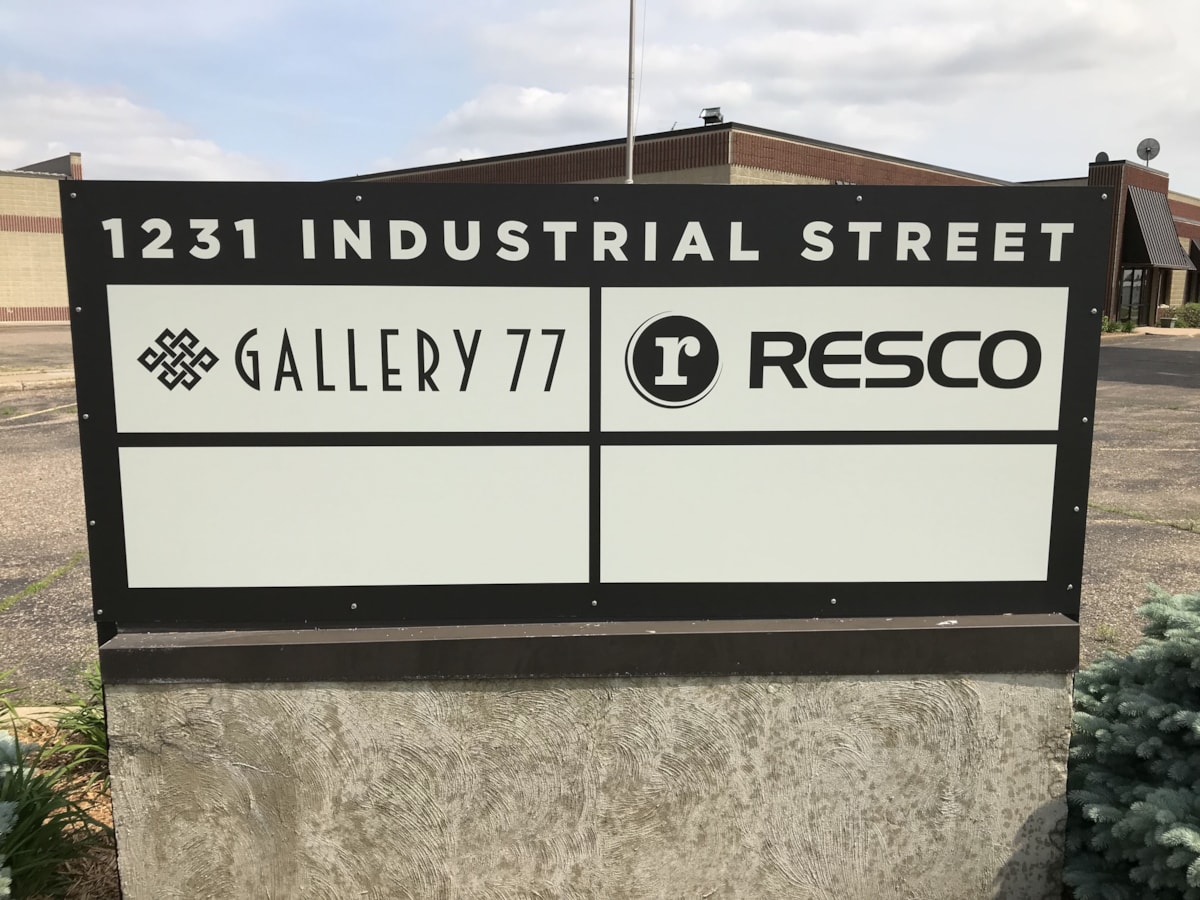 1231 INDUSTRIAL STREET
GALLERY 77
r RESCO